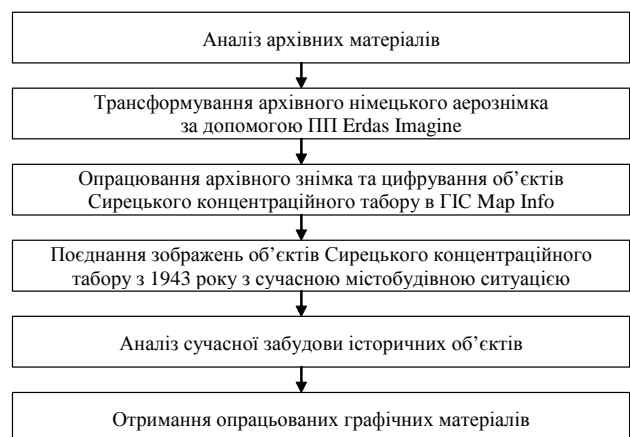 Аналіз архівних матеріалів
Трансформування архівного німецького аерознімка
за допомогою ПП Erdas Imagine
Опрацювання архівного знімка та цифрування об’єктів
Сирецького концентраційного табору в ГІС Map Info
Поєднання зображень об’єктів Сирецького концентраційного
табору з 1943 року з сучасною містобудівною ситуацією
Аналіз сучасної забудови історичних об’єктів
Отримання опрацьованих графічних матеріалів